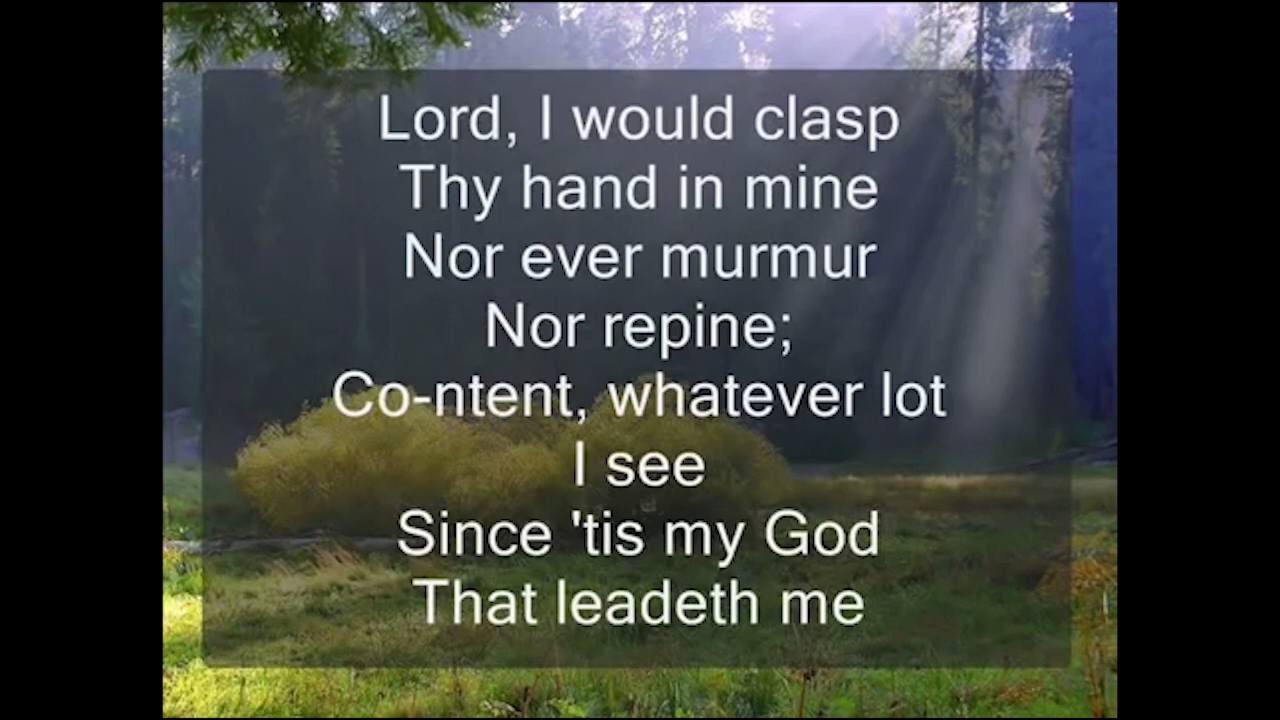 Lord, I would clasp
Thy hand in mine
Nor ever murmur
Nor repine;
Co-ntent, whatever lot
I see
Since 'tis my God
That leadeth me